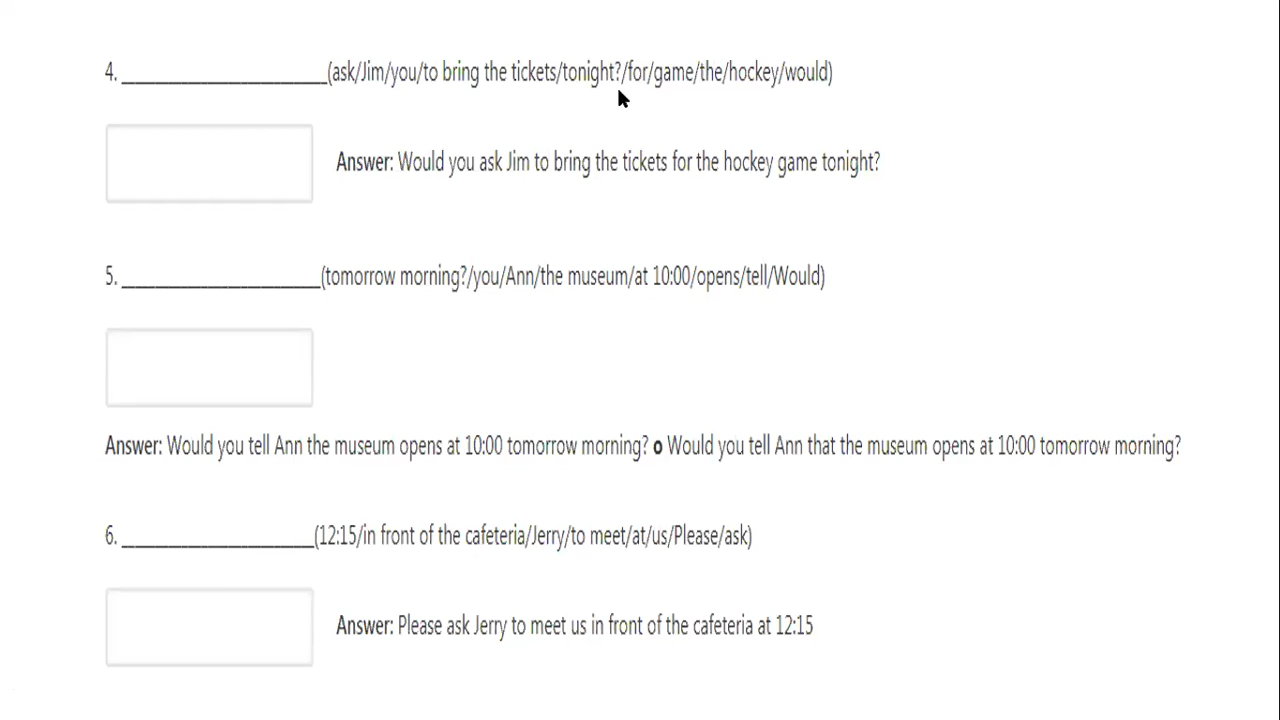 4. _________________________(ask/Jim/you/to bring the tickets/tonight?/for/game/the/hockey/would)
Answer: Would you ask Jim to bring the tickets for the hockey game tonight?
5. ________________________(tomorrow morning?/you/Ann/the museum/at 10:00/opens/tell/Would)
Answer: Would you tell Ann the museum opens at 10:00 tomorrow morning? o Would you tell Ann that the museum opens at 10:00 tomorrow morning?
6. _______________________(12:15/in front of the cafeteria/Jerry/to meet/at/us/Please/ask)
Answer: Please ask Jerry to meet us in front of the cafeteria at 12:15